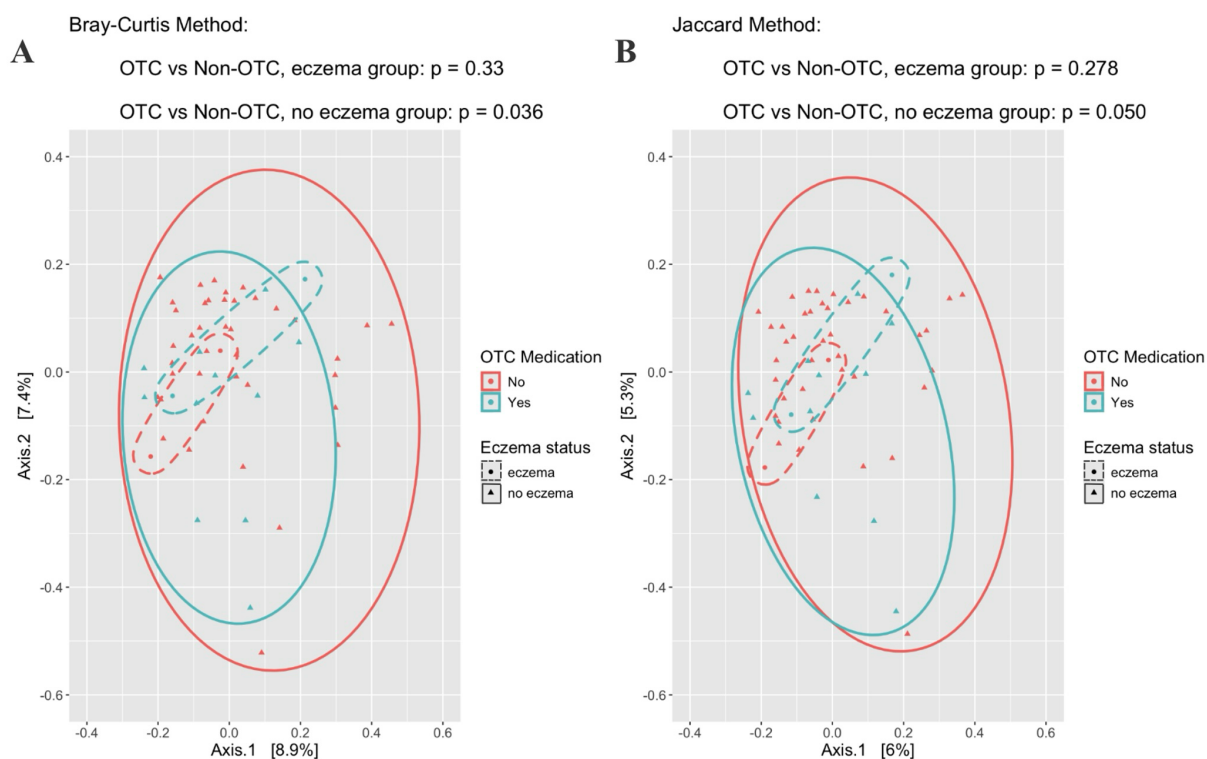 Bray-Curtis Method:
A
OTC vs Non-OTC, eczema group: p = 0.33
OTC vs Non-OTC, no eczema group: p = 0.036
0.4
0.2
0.0
-0.2
-0.4
-0.6
Axis.2 [7.4%]
-0.4 -0.2 0.0 0.2 0.4 0.6
Axis.1 [8.9%]
OTC Medication
No
Yes
Eczema status
eczema
no eczema
Jaccard Method:
B
OTC vs Non-OTC, eczema group: p = 0.278
OTC vs Non-OTC, no eczema group: p = 0.050
0.4
0.2
0.0
-0.2
-0.4
-0.6
Axis.2 [5.3%]
-0.4 -0.2 0.0 0.2 0.4 0.6
Axis.1 [6%]
OTC Medication
No
Yes
Eczema status
eczema
no eczema